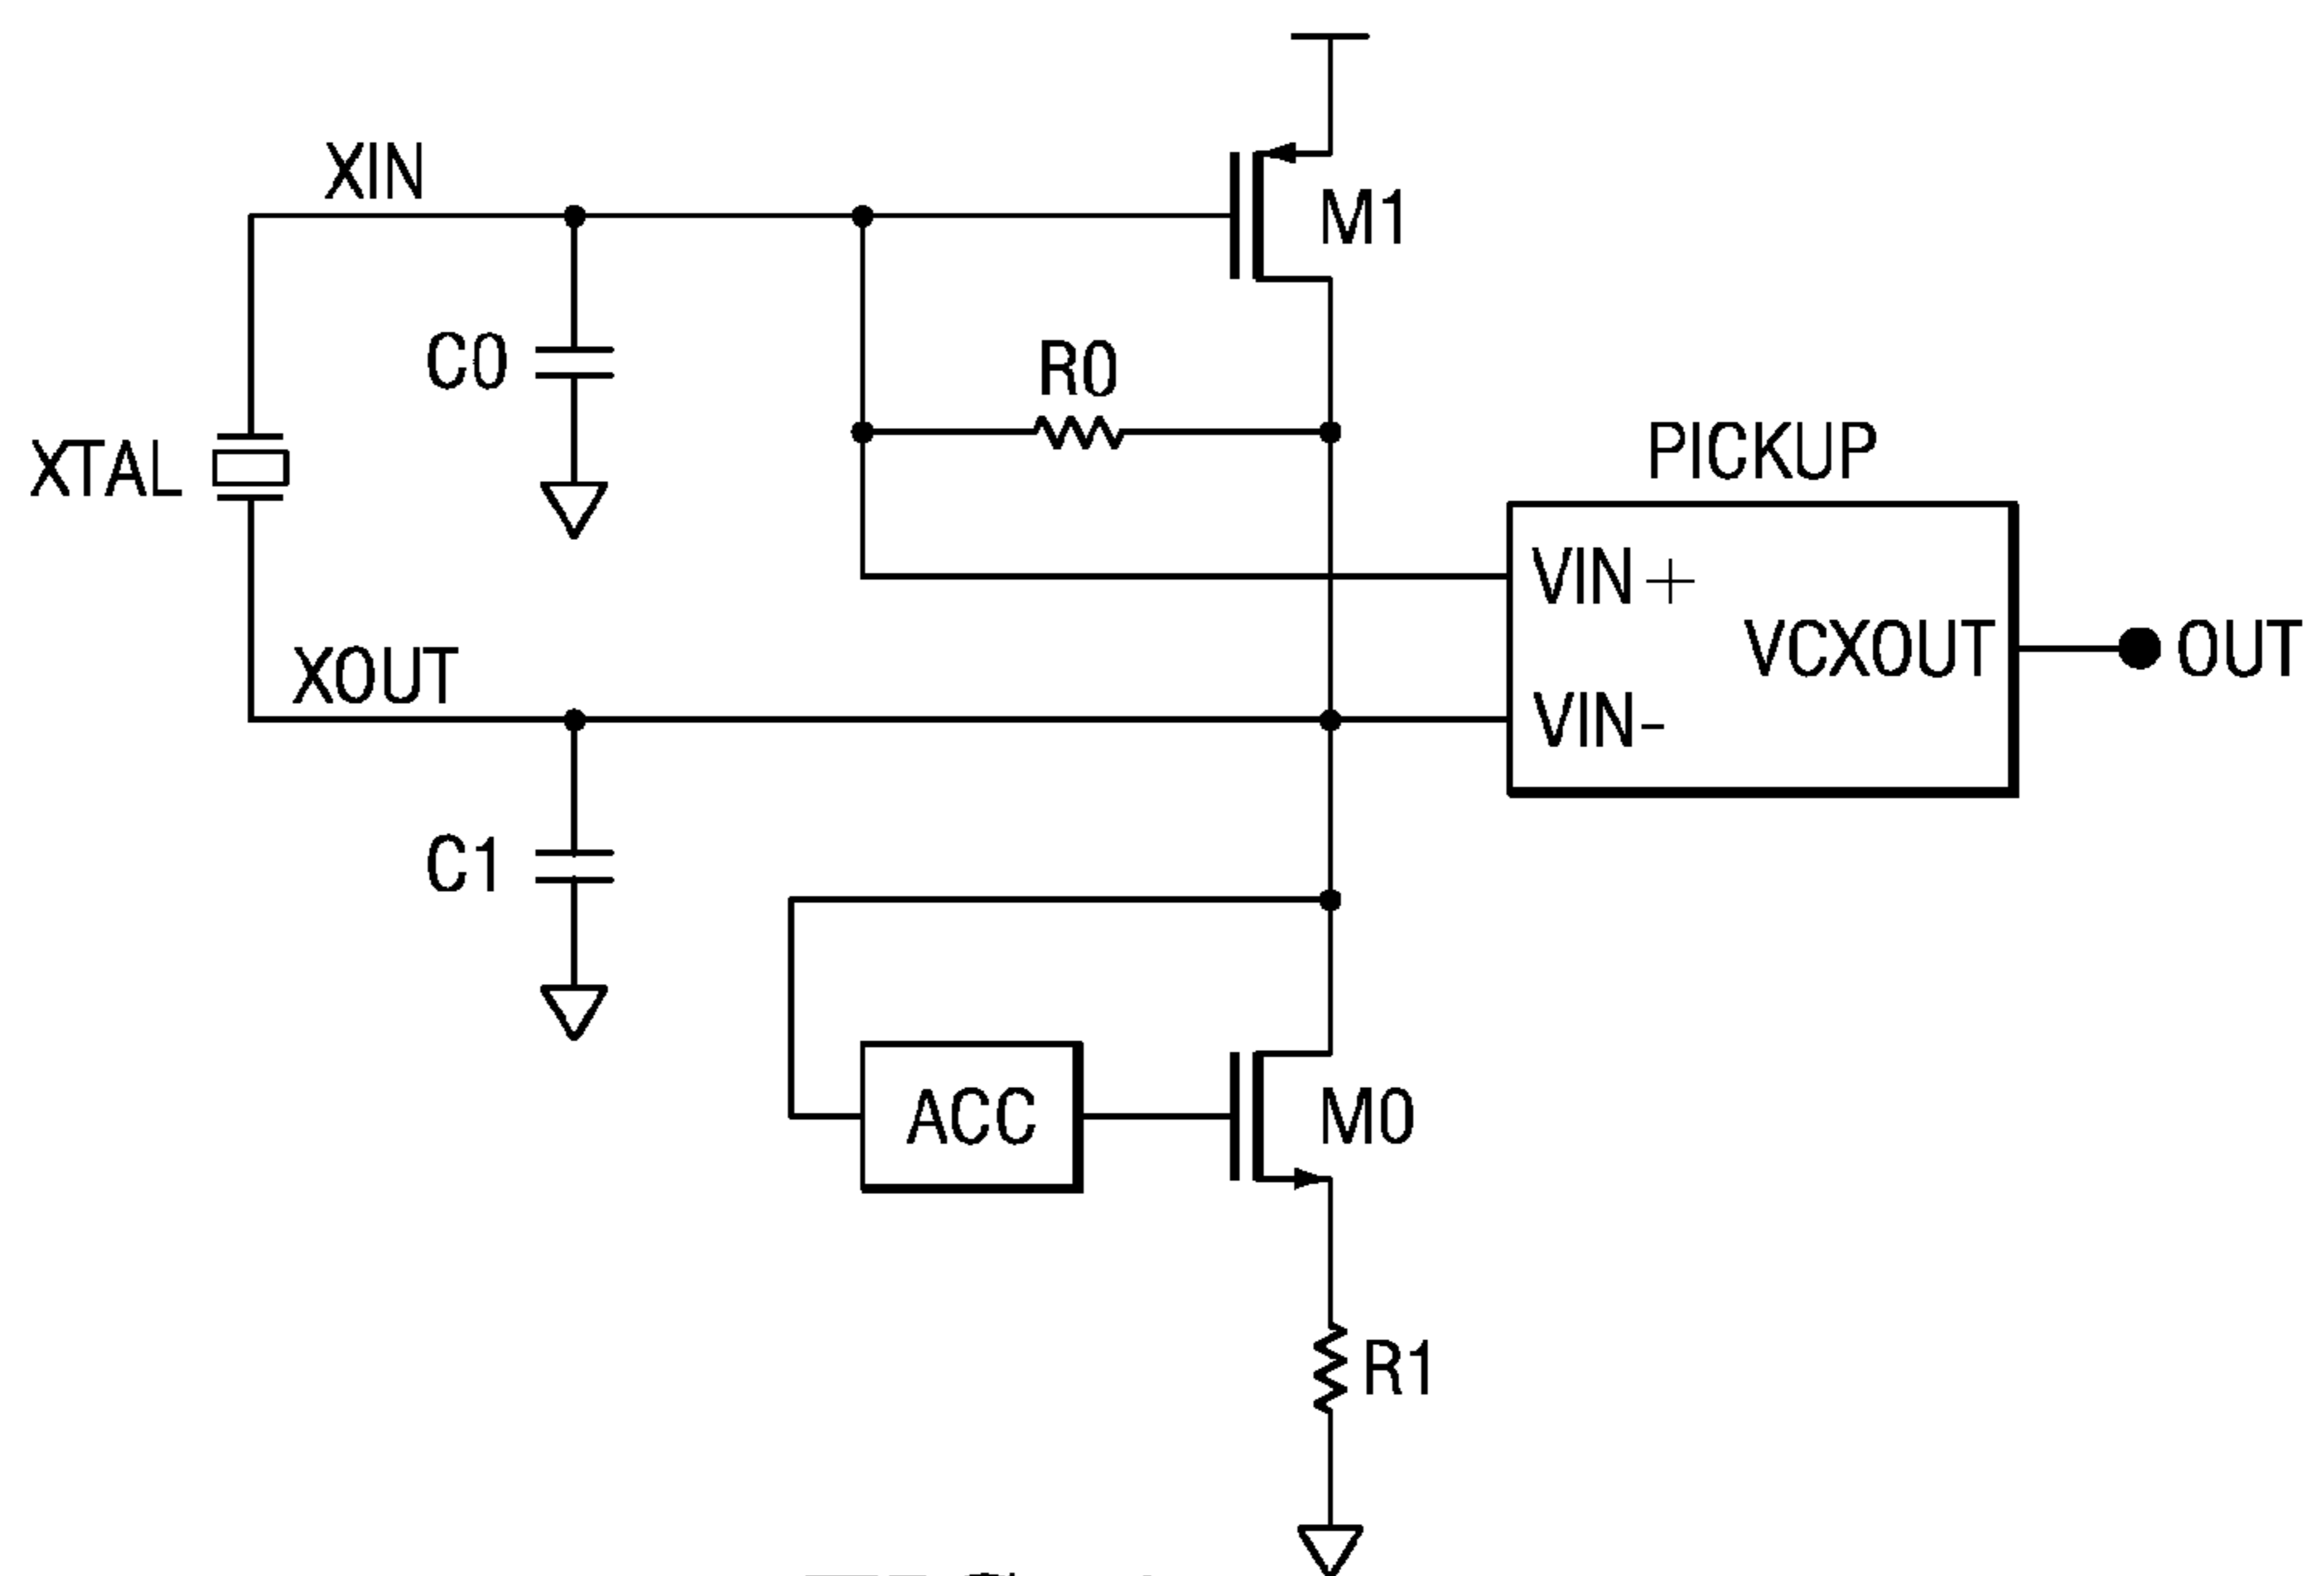 XIN
M1
C0
R0
XTAL
PICKUP
VIN+
VCXOUT
OUT
XOUT
VIN-
C1
ACC
M0
R1